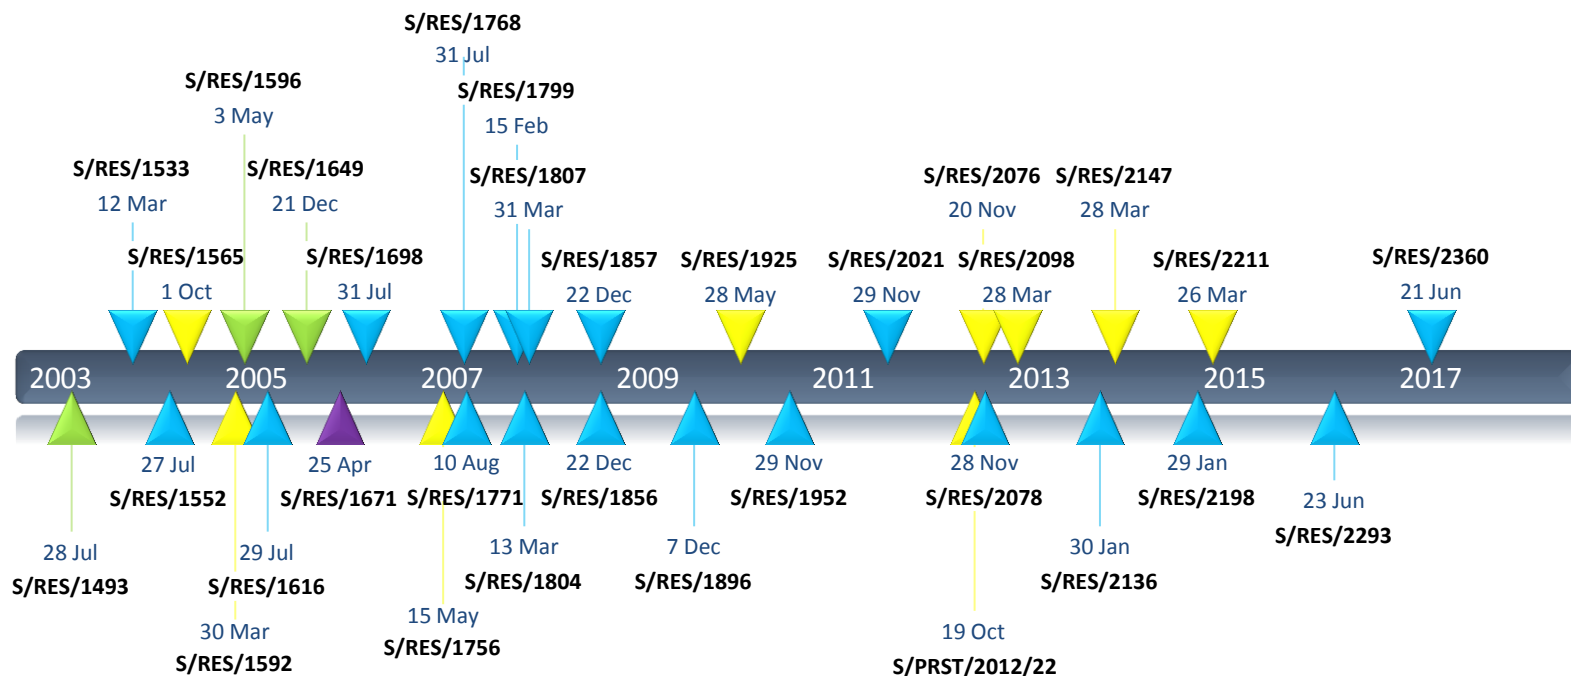 S/RES/1768
31 Jul
S/RES/1596
3 May
S/RES/1799
15 Feb
S/RES/1533
12 Mar
S/RES/1649
21 Dec
S/RES/1807
31 Mar
S/RES/2076
20 Nov
S/RES/2147
28 Mar
S/RES/1565
1 Oct
S/RES/1698
31 Jul
S/RES/1857
22 Dec
S/RES/1925
28 May
S/RES/2021
29 Nov
S/RES/2098
28 Mar
S/RES/2211
26 Mar
S/RES/2360
21 Jun
2003 2005 2007 2009 2011 2013 2015 2017
27 Jul
S/RES/1552
25 Apr
S/RES/1671
10 Aug
S/RES/1771
22 Dec
S/RES/1856
29 Nov
S/RES/1952
28 Nov
S/RES/2078
29 Jan
S/RES/2198
23 Jun
S/RES/2293
28 Jul
S/RES/1493
29 Jul
S/RES/1616
13 Mar
S/RES/1804
7 Dec
S/RES/1896
30 Jan
S/RES/2136
30 Mar
S/RES/1592
15 May
S/RES/1756
19 Oct
S/PRST/2012/22